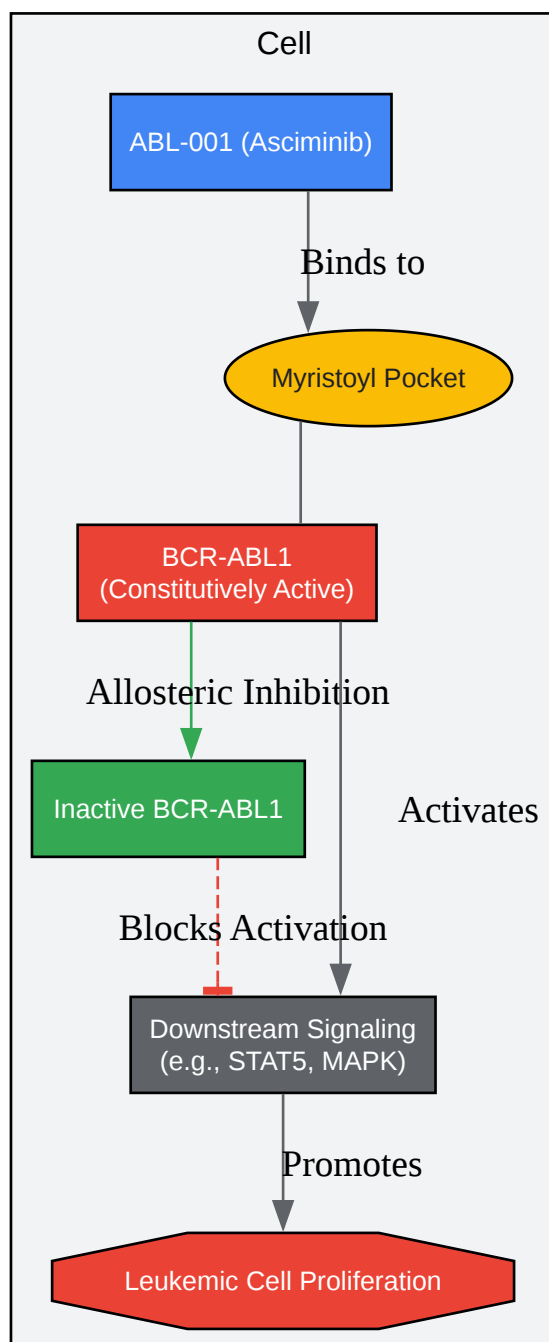 Cell
ABL-001 (Asciminib)
Binds to
Myristoyl Pocket
BCR-ABL1
(Constitutively Active)
Allosteric Inhibition
Inactive BCR-ABL1
Activates
Blocks Activation
Downstream Signaling
(e.g., STAT5, MAPK)
Promotes
Leukemic Cell Proliferation